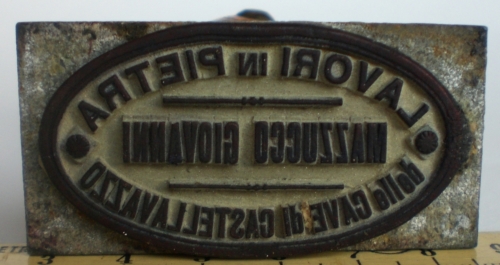 LAVORI IN PIETRA
MAZZUCCO GIOVANNI
delle CAVE di CASTELLAVAZZO